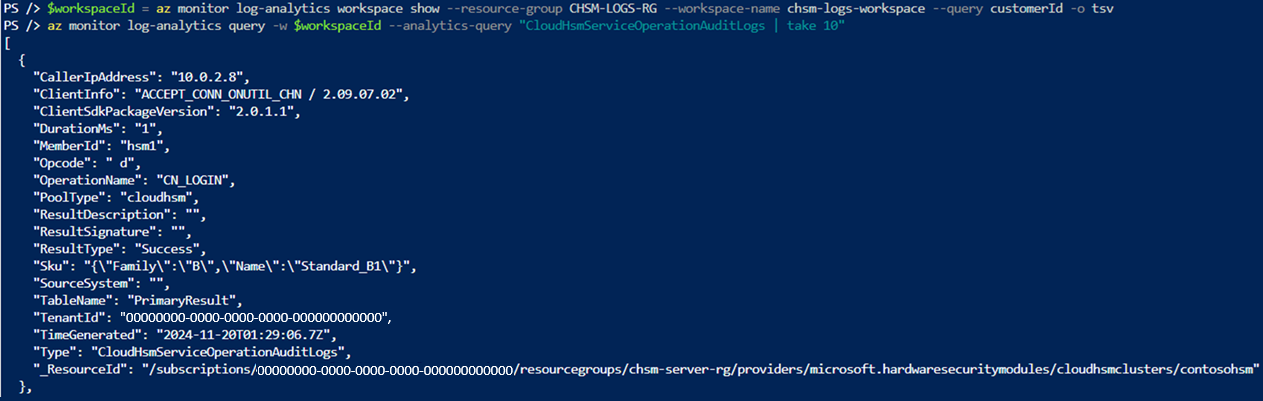 PS /> $workspaceId = az monitor log-analytics workspace show --resource-group CHSM-LOGS-RG --workspace-name chsm-logs-workspace --query customerId -o tsv
PS /> az monitor log-analytics query -w $workspaceId --analytics-query "CloudHsmServiceOperationAuditLogs | take 10"
[
  {
    "CallerIpAddress": "10.0.2.8",
    "ClientInfo": "ACCEPT_CONN_ONUTIL_CHN / 2.09.07.02",
    "ClientSdkPackageVersion": "2.0.1.1",
    "DurationMs": "1",
    "MemberId": "hsm1",
    "Opcode": " d",
    "OperationName": "CN_LOGIN",
    "PoolType": "cloudhsm",
    "ResultDescription": "",
    "ResultSignature": "",
    "ResultType": "Success",
    "Sku": "{\"Family\":\"B\",\"Name\":\"Standard_B1\"}",
    "SourceSystem": "",
    "TableName": "PrimaryResult",
    "TenantId": "00000000-0000-0000-0000-000000000000",
    "TimeGenerated": "2024-11-20T01:29:06.7Z",
    "Type": "CloudHsmServiceOperationAuditLogs",
    "_ResourceId": "/subscriptions/00000000-0000-0000-0000-000000000000/resourcegroups/chsm-server-rg/providers/microsoft.hardwaresecuritymodules/cloudhsmclusters/contosohsm"
  },